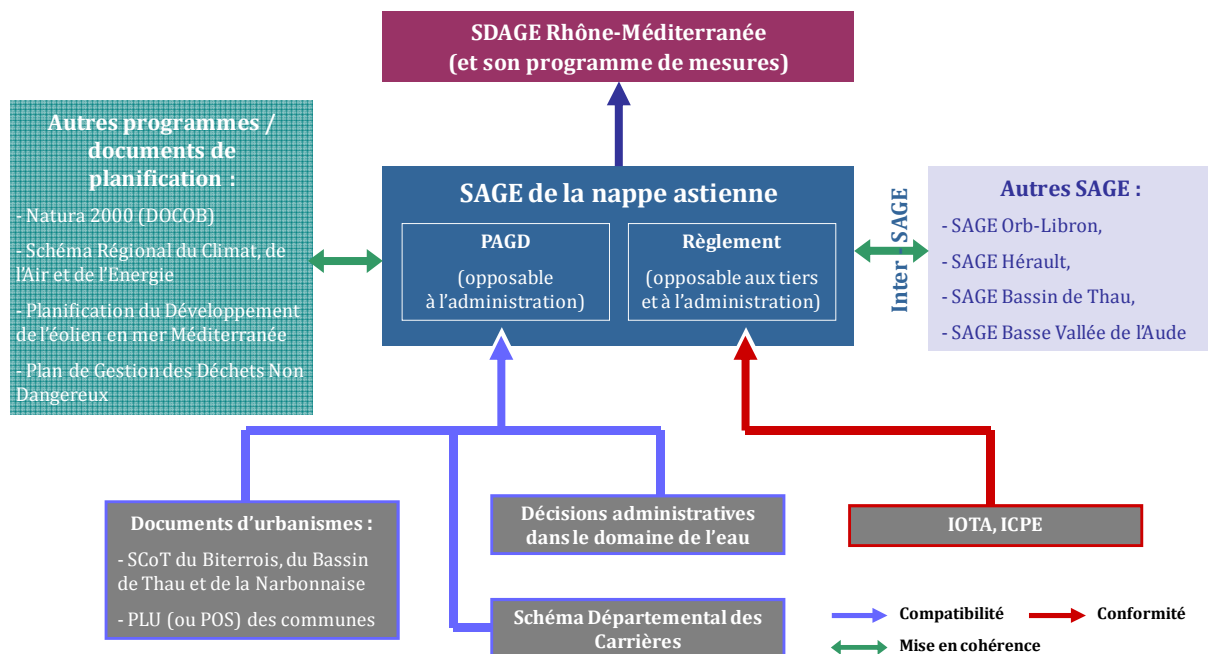 SDAGE Rhône-Méditerranée
(et son programme de mesures)
Autres programmes /
documents de
planification :
- Natura 2000 (DOCOB)
- Schéma Régional du Climat, de
l'Air et de l'Energie
- Planification du Développement
de l'éolien en mer Méditerranée
- Plan de Gestion des Déchets Non
Dangereux
SAGE de la nappe astienne
PAGD
(opposable
à l'administration)
Règlement
(opposable aux tiers
et à l'administration)
Inter - SAGE
Autres SAGE :
- SAGE Orb-Libron,
- SAGE Hérault,
- SAGE Bassin de Thau,
- SAGE Basse Vallée de l'Aude
Documents d'urbanismes :
- SCoT du Biterrois, du Bassin
de Thau et de la Narbonnaise
- PLU (ou POS) des communes
Décisions administratives
dans le domaine de l'eau
Schéma Départemental des
Carrières
IOTA, ICPE
Compatibilité
Conformité
Mise en cohérence